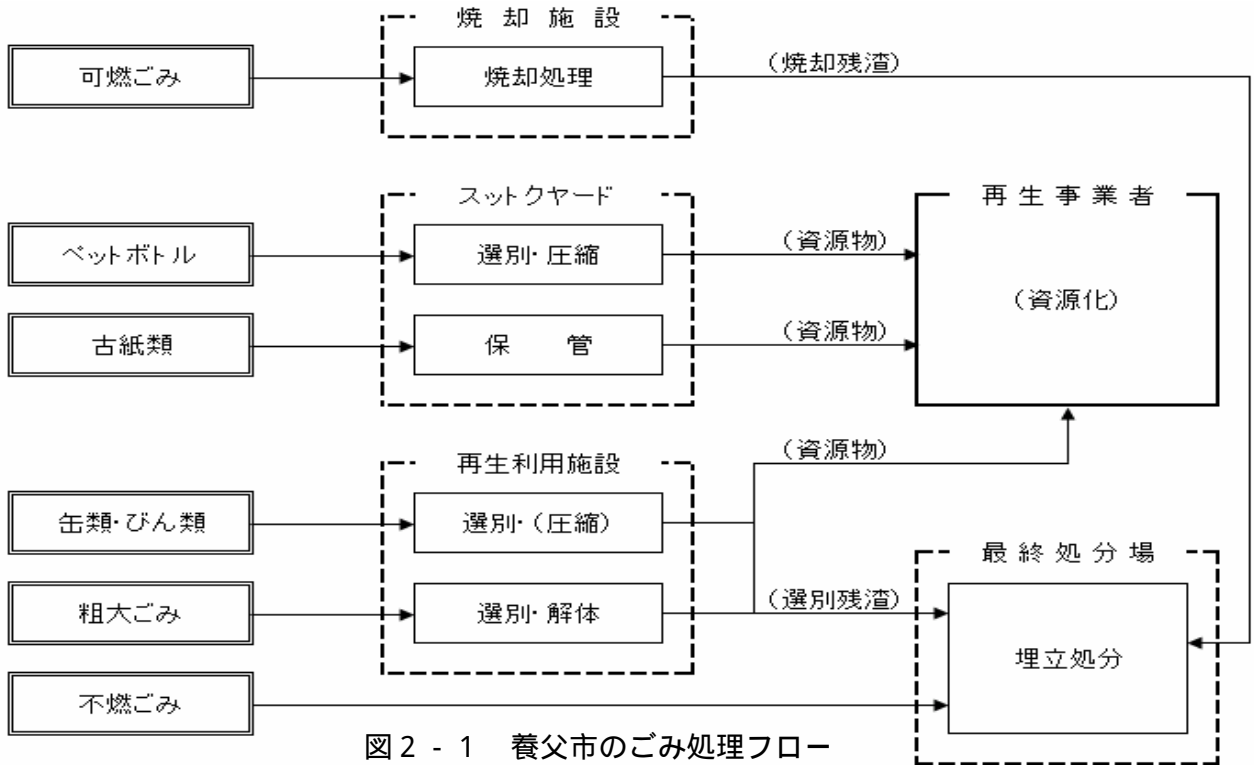 焼却施設
可燃ごみ
焼却処理
（焼却残渣）
スットクヤード
再生事業者
ペットボトル
選別・圧縮
（資源物）
（資源化）
古紙類
保　管
（資源物）
再生利用施設
（資源物）
缶類・びん類
選別・（圧縮）
最終処分場
粗大ごみ
選別・解体
（選別残渣）
埋立処分
不燃ごみ
図２-１　養父市のごみ処理フロー